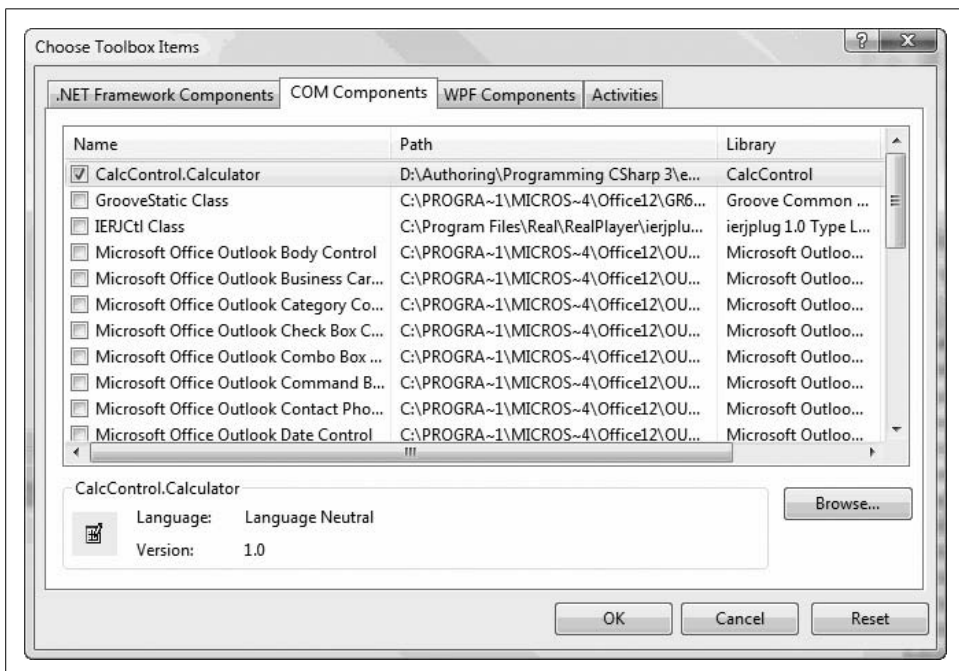 Choose Toolbox Items
.NET Framework Components COM Components WPF Components Activities
Name Path Library
CalcControl.Calculator D:\Authoring\Programming CSharp 3\e... CalcControl
GrooveStatic Class C:\PROGRA~1\MICROS~4\Office12\GR6... Groove Common ...
IERJCtl Class C:\Program Files\Real\RealPlayer\ierjplu... ierjplug 1.0 Type L...
Microsoft Office Outlook Body Control C:\PROGRA~1\MICROS~4\Office12\OU... Microsoft Outloo...
Microsoft Office Outlook Business Car... C:\PROGRA~1\MICROS~4\Office12\OU... Microsoft Outloo...
Microsoft Office Outlook Category Co... C:\PROGRA~1\MICROS~4\Office12\OU... Microsoft Outloo...
Microsoft Office Outlook Check Box C... C:\PROGRA~1\MICROS~4\Office12\OU... Microsoft Outloo...
Microsoft Office Outlook Combo Box ... C:\PROGRA~1\MICROS~4\Office12\OU... Microsoft Outloo...
Microsoft Office Outlook Command B... C:\PROGRA~1\MICROS~4\Office12\OU... Microsoft Outloo...
Microsoft Office Outlook Contact Pho... C:\PROGRA~1\MICROS~4\Office12\OU... Microsoft Outloo...
Microsoft Office Outlook Date Control C:\PROGRA~1\MICROS~4\Office12\OU... Microsoft Outloo...
CalcControl.Calculator
Language: Language Neutral
Version: 1.0
Browse...
OK Cancel Reset